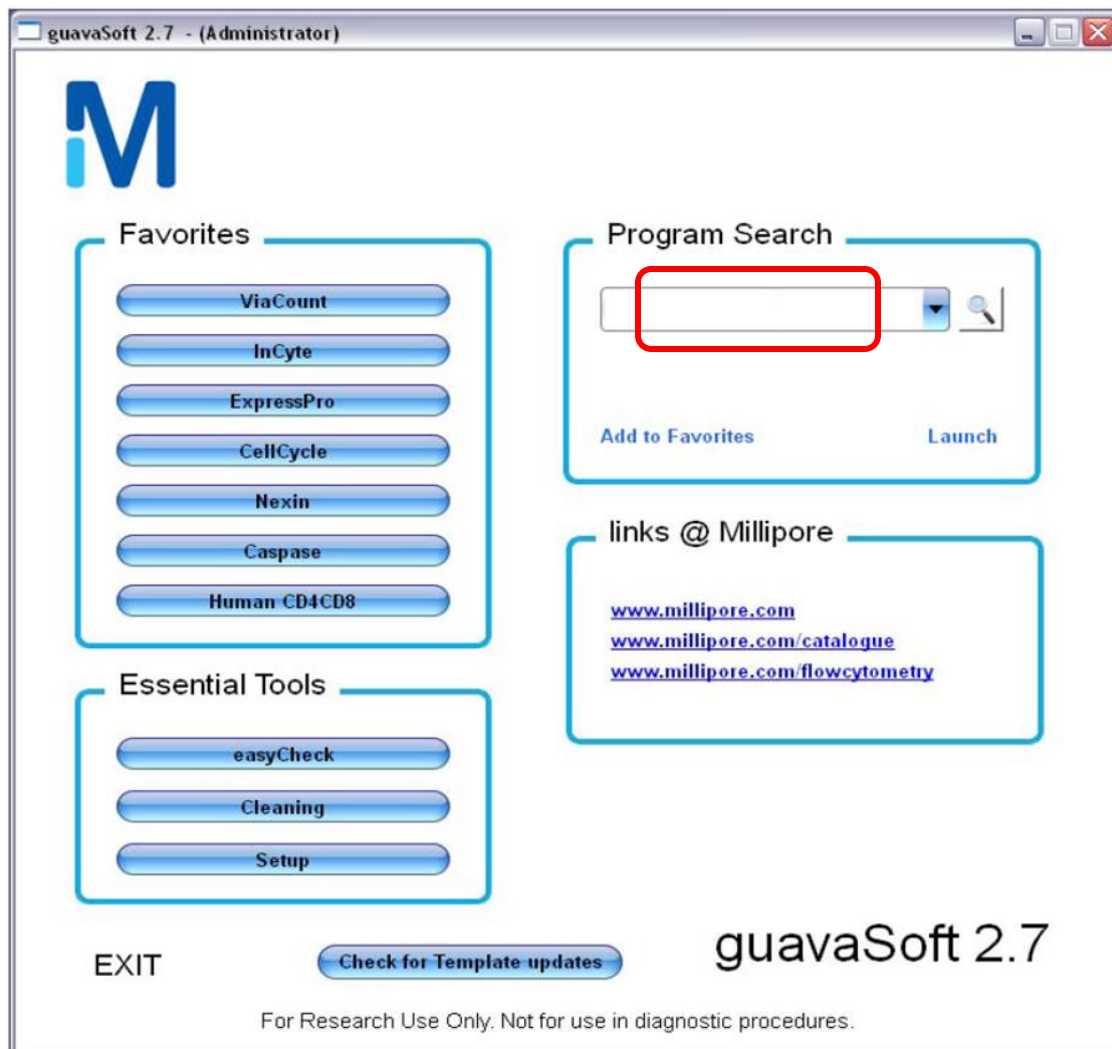 guavaSoft 2.7 - (Administrator)
M
Favorites
ViaCount
InCyte
ExpressPro
CellCycle
Nexin
Caspase
Human CD4CD8
Essential Tools
easyCheck
Cleaning
Setup
Program Search
Add to Favorites Launch
links @ Millipore
www.millipore.com
www.millipore.com/catalogue
www.millipore.com/flowcytometry
EXIT
Check for Template updates
guavaSoft 2.7
For Research Use Only. Not for use in diagnostic procedures.